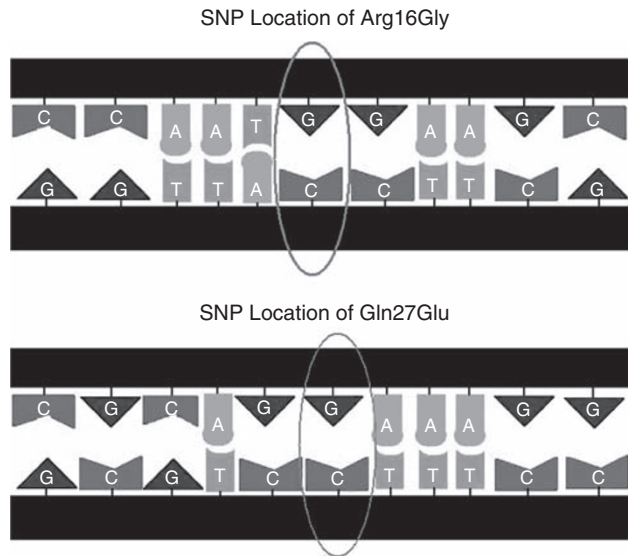 SNP Location of Arg16Gly
C C A A T G G A A G C
G G T T A C C T T C G
SNP Location of Gln27Glu
C G C A G G A A A G G
G C G T C C T T T C C